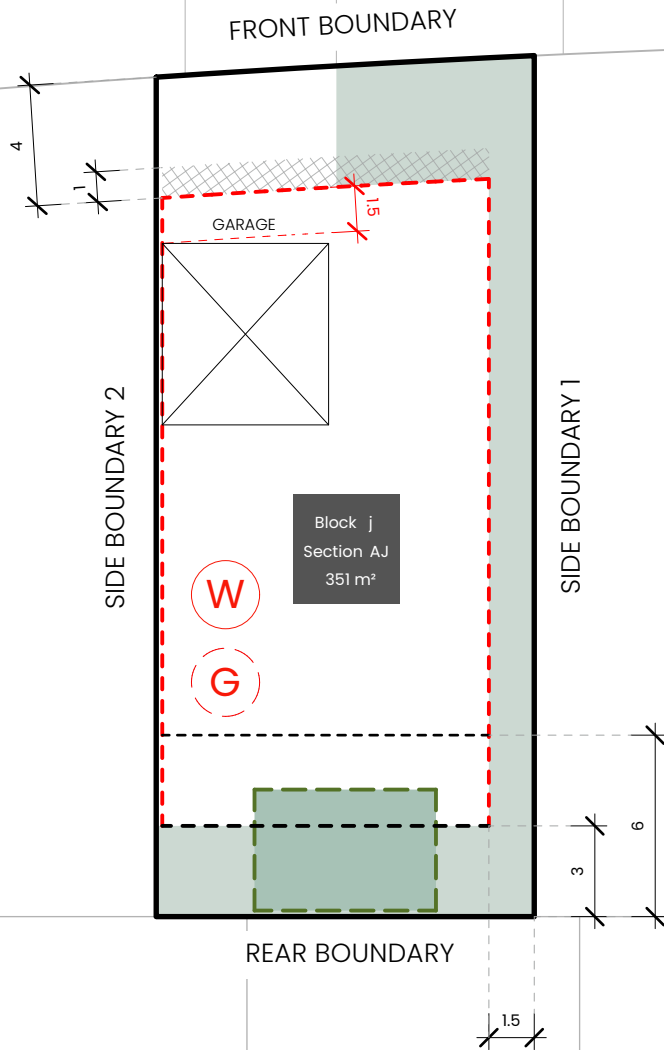 FRONT BOUNDARY
4
1
1.5
GARAGE
SIDE BOUNDARY 2
SIDE BOUNDARY 1
Block j
Section AJ
351 m²
W
G
6
3
REAR BOUNDARY
1.5